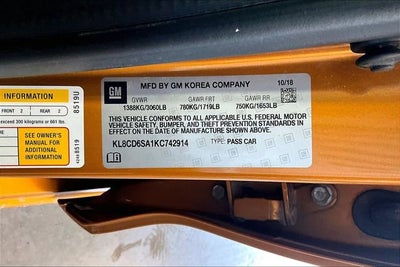 INFORMATION
FRONT 2 REAR 2
exceed 300 kilograms or 661 lbs.
SEE OWNER'S
MANUAL FOR
ADDITIONAL
INFORMATION
8519U
8519
GM
MFD BY GM KOREA COMPANY
10/18
GVWR GAWR FRT GAWR RR
1388KG/3060LB 780KG/1719LB 750KG/1653LB
THIS VEHICLE CONFORMS TO ALL APPLICABLE U.S. FEDERAL MOTOR
VEHICLE SAFETY, BUMPER, AND THEFT PREVENTION STANDARDS IN
EFFECT ON THE DATE OF MANUFACTURE SHOWN ABOVE.
KL8CD6SA1KC742914 TYPE: PASS CAR